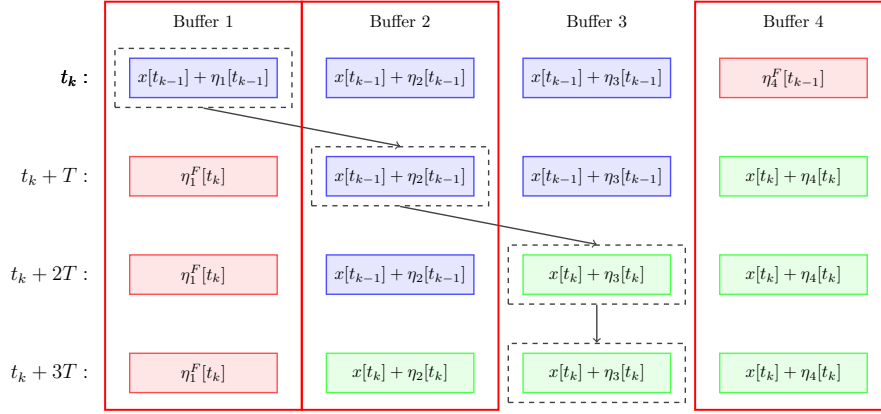 Buffer 1 Buffer 2 Buffer 3 Buffer 4
t_k : x[t_{k-1}] + η_1[t_{k-1}] x[t_{k-1}] + η_2[t_{k-1}] x[t_{k-1}] + η_3[t_{k-1}] η_4^F[t_{k-1}]
t_k + T : η_1^F[t_k] x[t_{k-1}] + η_2[t_{k-1}] x[t_{k-1}] + η_3[t_{k-1}] x[t_k] + η_4[t_k]
t_k + 2T : η_1^F[t_k] x[t_{k-1}] + η_2[t_{k-1}] x[t_k] + η_3[t_k] x[t_k] + η_4[t_k]
t_k + 3T : η_1^F[t_k] x[t_k] + η_2[t_k] x[t_k] + η_3[t_k] x[t_k] + η_4[t_k]